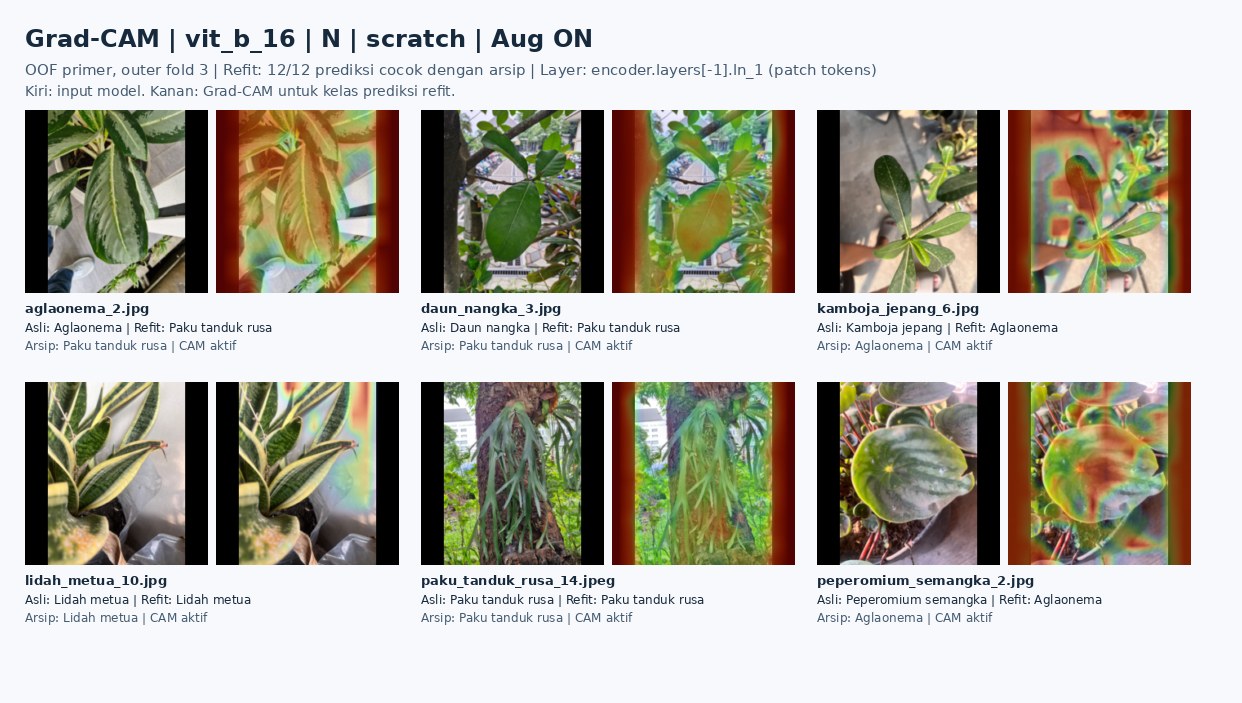 Grad-CAM | vit_b_16 | N | scratch | Aug ON
OOF primer, outer fold 3 | Refit: 12/12 prediksi cocok dengan arsip | Layer: encoder.layers[-1].ln_1 (patch tokens)
Kiri: input model. Kanan: Grad-CAM untuk kelas prediksi refit.
aglaonema_2.jpg
Asli: Aglaonema | Refit: Paku tanduk rusa
Arsip: Paku tanduk rusa | CAM aktif
daun_nangka_3.jpg
Asli: Daun nangka | Refit: Paku tanduk rusa
Arsip: Paku tanduk rusa | CAM aktif
kamboja_jepang_6.jpg
Asli: Kamboja jepang | Refit: Aglaonema
Arsip: Aglaonema | CAM aktif
lidah_metua_10.jpg
Asli: Lidah metua | Refit: Lidah metua
Arsip: Lidah metua | CAM aktif
paku_tanduk_rusa_14.jpeg
Asli: Paku tanduk rusa | Refit: Paku tanduk rusa
Arsip: Paku tanduk rusa | CAM aktif
peperomium_semangka_2.jpg
Asli: Peperomium semangka | Refit: Aglaonema
Arsip: Aglaonema | CAM aktif